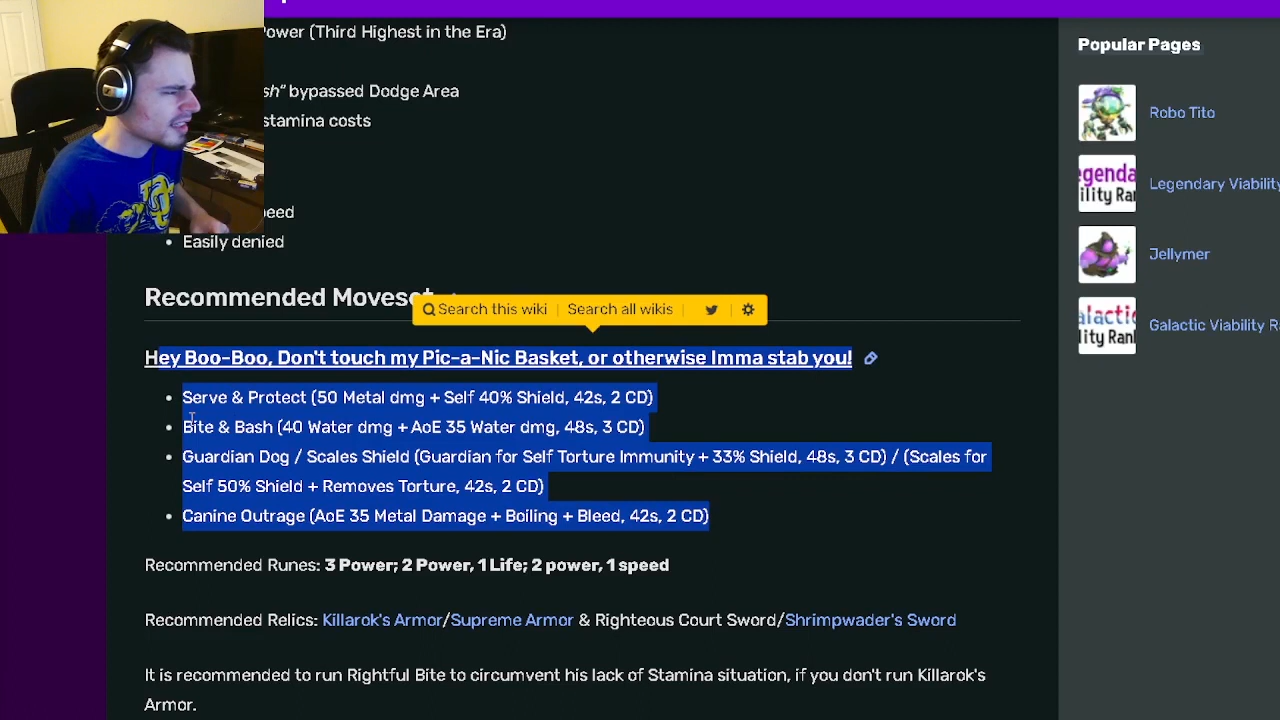 Power (Third Highest in the Era)
sh" bypassed Dodge Area
stamina costs
Easily denied
Recommended Moveset
Search this wiki
Search all wikis
Hey Boo-Boo, Don't touch my Pic-a-Nic Basket, or otherwise Imma stab you!
Serve & Protect (50 Metal dmg + Self 40% Shield, 42s, 2 CD)
Bite & Bash (40 Water dmg + AoE 35 Water dmg, 48s, 3 CD)
Guardian Dog / Scales Shield (Guardian for Self Torture Immunity + 33% Shield, 48s, 3 CD) / (Scales for
Self 50% Shield + Removes Torture, 42s, 2 CD)
Canine Outrage (AoE 35 Metal Damage + Boiling + Bleed, 42s, 2 CD)
Recommended Runes: 3 Power; 2 Power, 1 Life; 2 power, 1 speed
Recommended Relics: Killarok's Armor/Supreme Armor & Righteous Court Sword/Shrimpwader's Sword
It is recommended to run Rightful Bite to circumvent his lack of Stamina situation, if you don't run Killarok's
Armor.
Popular Pages
Robo Tito
Legendary Viability
Jellymer
Galactic Viability R